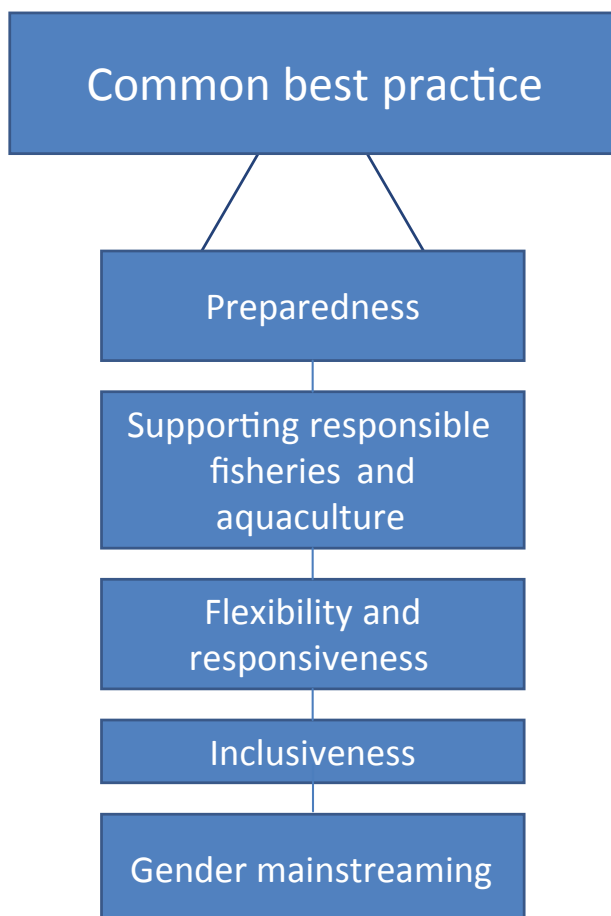 Common best practice
Preparedness
Supporting responsible
fisheries and
aquaculture
Flexibility and
responsiveness
Inclusiveness
Gender mainstreaming